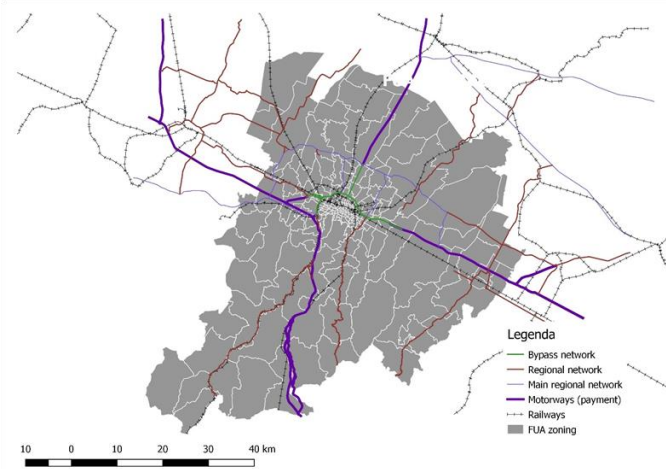 Legenda
Bypass network
Regional network
Main regional network
Motorways (payment)
Railways
FUA zoning
10 0 10 20 30 40 km